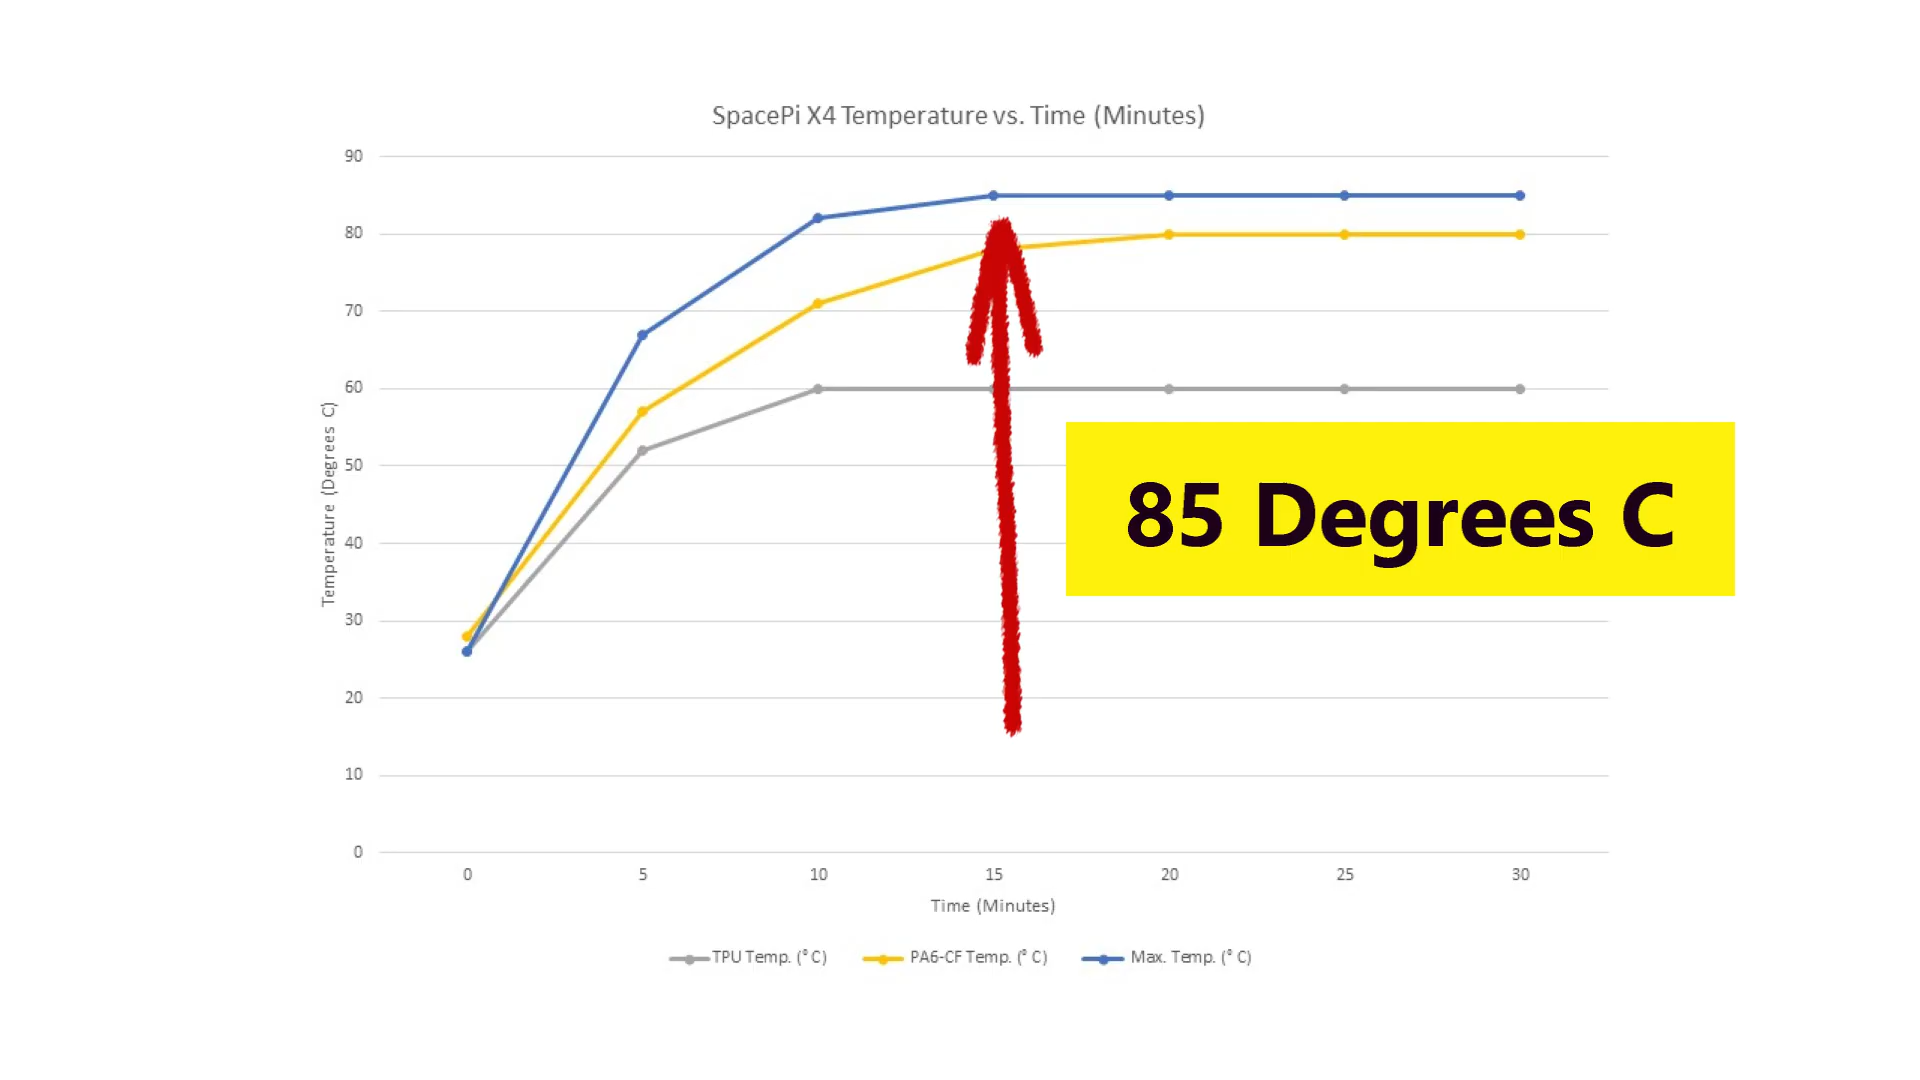 SpacePi X4 Temperature vs. Time (Minutes)
90
80
70
60
50
40
30
20
10
0
Temperature (Degrees C)
85 Degrees C
0 5 10 15 20 25 30
Time (Minutes)
TPU Temp. (° C) PA6-CF Temp. (° C) Max. Temp. (° C)